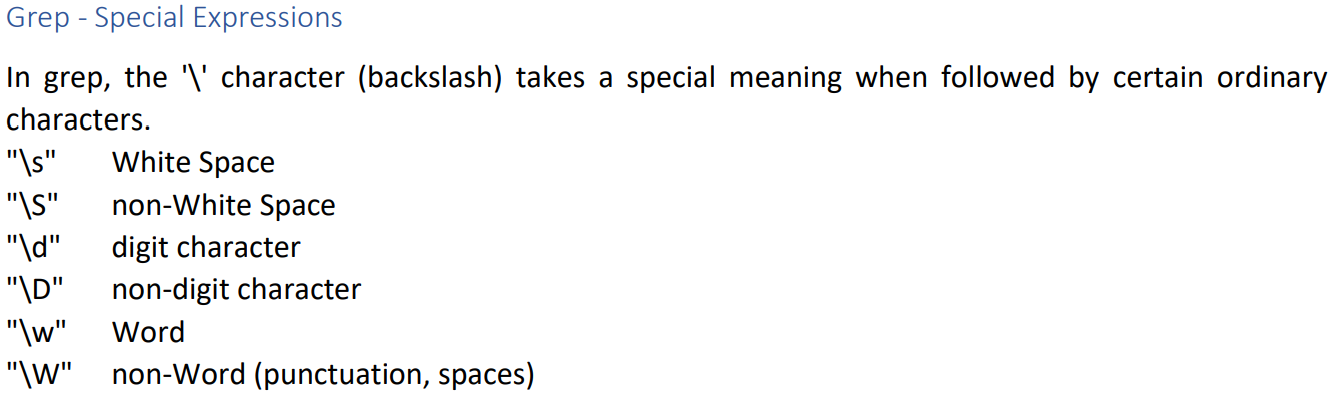 Grep - Special Expressions
In grep, the '\' character (backslash) takes a special meaning when followed by certain ordinary
characters.
"\s" White Space
"\S" non-White Space
"\d" digit character
"\D" non-digit character
"\w" Word
"\W" non-Word (punctuation, spaces)